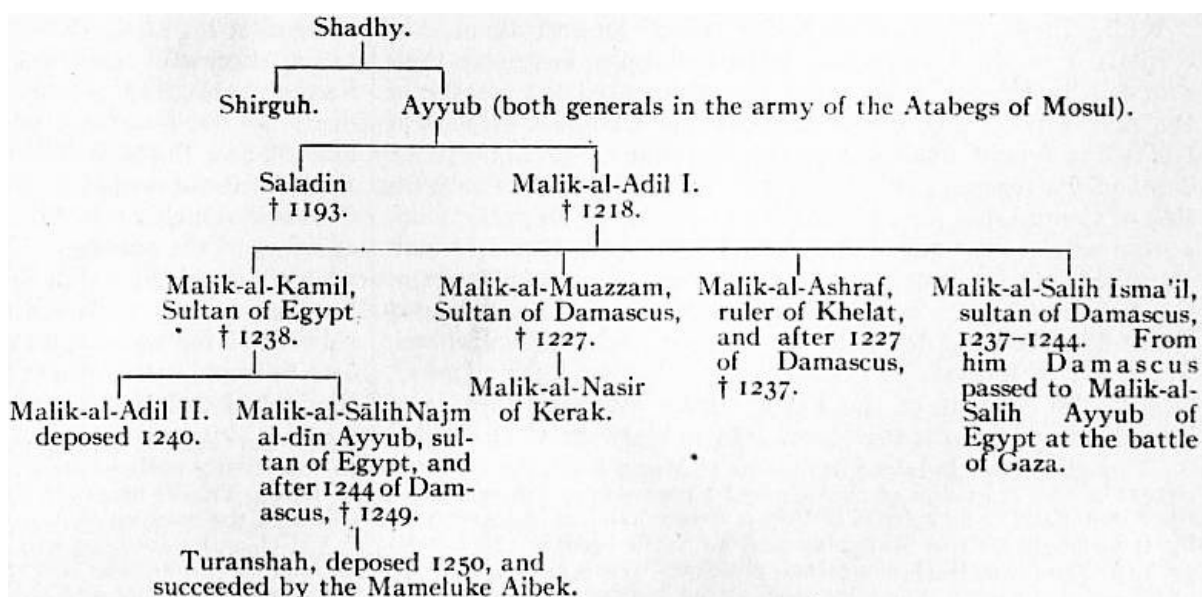 Shadhy.
Shirguh.
Ayyub (both generals in the army of the Atabegs of Mosul).
Saladin
† 1193.
Malik-al-Adil I.
† 1218.
Malik-al-Kamil,
Sultan of Egypt
† 1238.
Malik-al-Muazzam,
Sultan of Damascus,
† 1227.
Malik-al-Ashraf,
ruler of Khelat,
and after 1227
of Damascus,
† 1237.
Malik-al-Salih Isma'il,
sultan of Damascus,
1237–1244. From
him Damascus
passed to Malik-al-
Salih Ayyub of
Egypt at the battle
of Gaza.
Malik-al-Adil II.
deposed 1240.
Malik-al-Sālih Najm
al-din Ayyub, sul-
tan of Egypt, and
after 1244 of Dam-
ascus, † 1249.
Malik-al-Nasir
of Kerak.
Turanshah, deposed 1250, and
succeeded by the Mameluke Aibek.